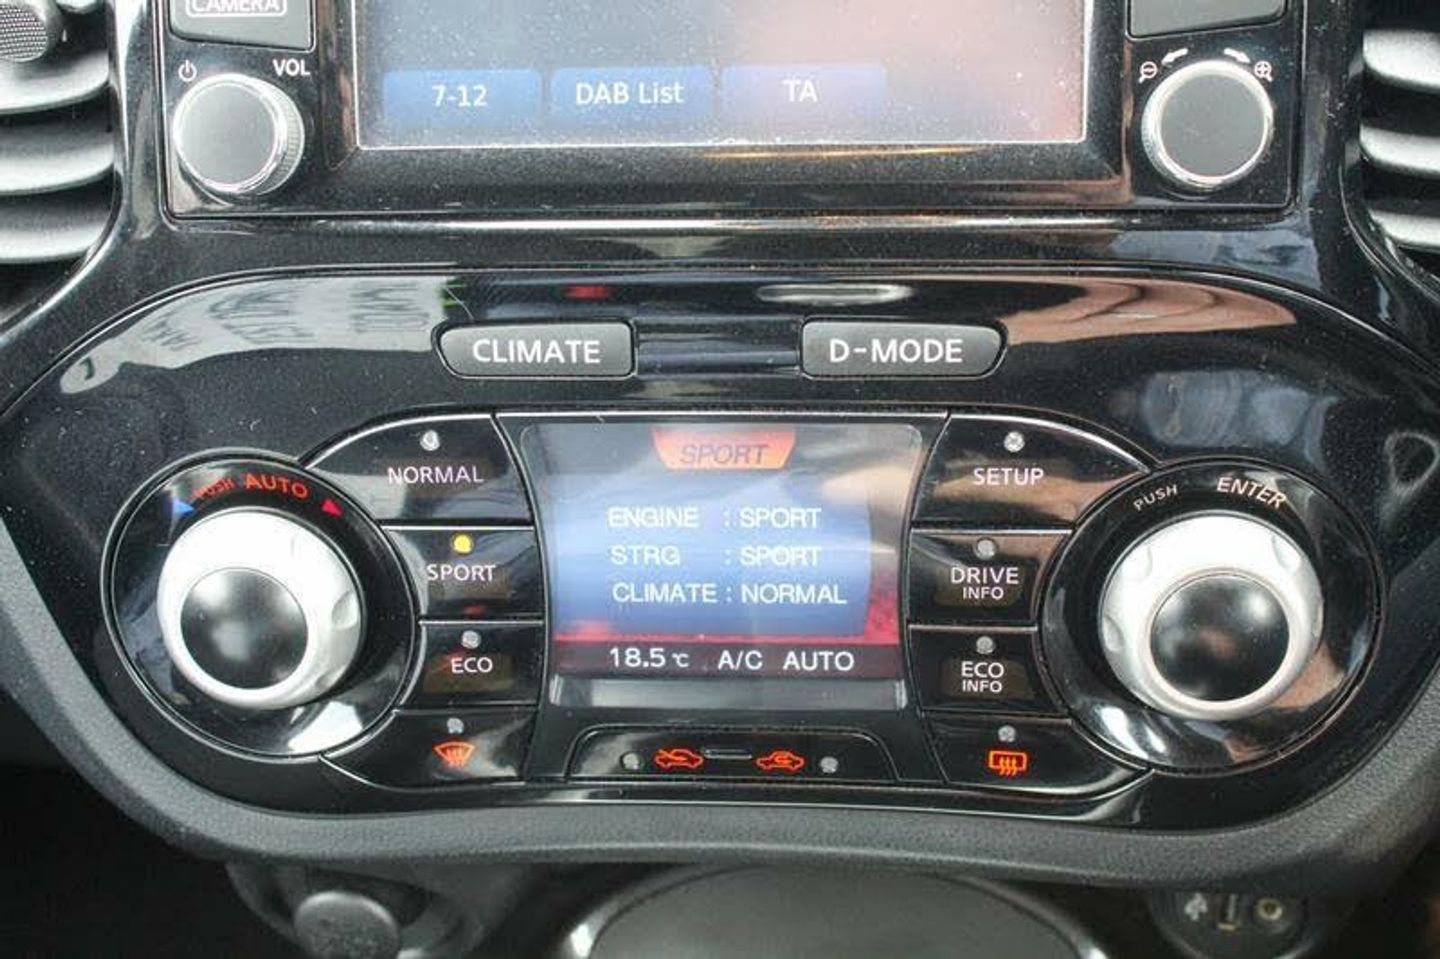 CAMERA
VOL
7-12 DAB List TA
CLIMATE D-MODE
PUSH AUTO
NORMAL
SPORT
ECO
SPORT
ENGINE : SPORT
STRG : SPORT
CLIMATE : NORMAL
18.5℃ A/C AUTO
SETUP
DRIVE
INFO
ECO
INFO
PUSH ENTER